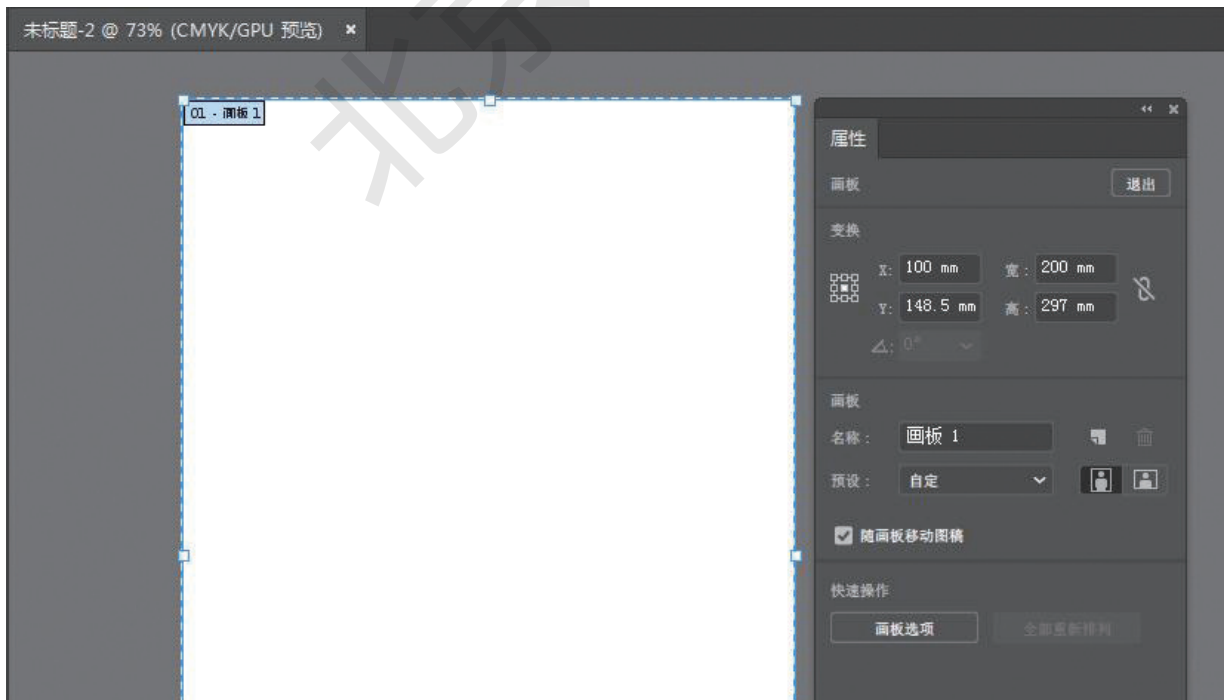 未标题-2 @ 73% (CMYK/GPU 预览) ×
01 - 画板 1
属性
画板 退出
变换
X: 100 mm 宽: 200 mm
Y: 148.5 mm 高: 297 mm
0°
画板
名称: 画板 1
预设: 自定
随画板移动图稿
快速操作
画板选项 全部重新排列
北京